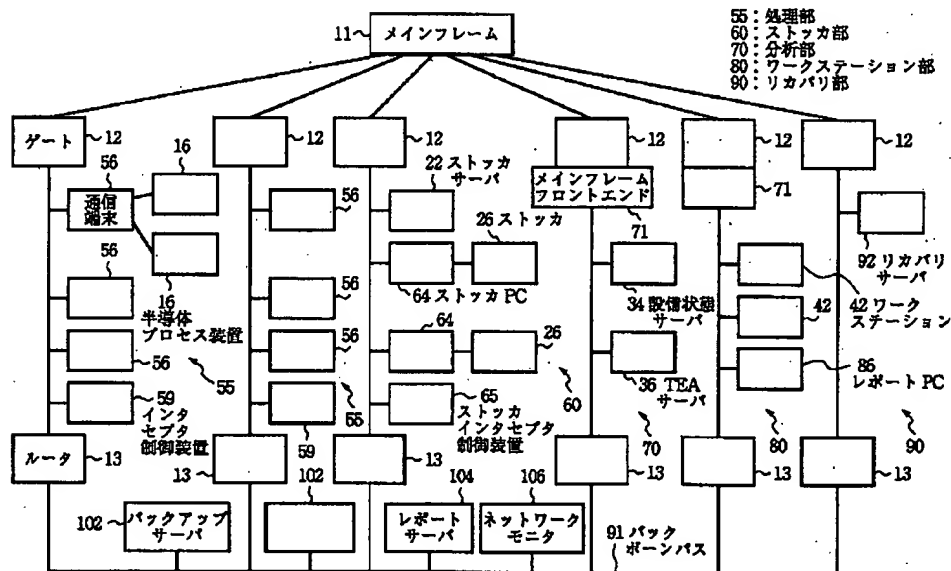 11 メインフレーム
55：処理部
60：ストッカ部
70：分析部
80：ワークステーション部
90：リカバリ部
ゲート 12
12
12
12
12
12
56
通信
端末
16
16
半導体
プロセス装置
56
56
55
59
インタ
セプタ
制御装置
ルータ 13
56
56
56
55
59
13
22 ストッカ
サーバ
26 ストッカ
64 ストッカ PC
64
26
60
65
ストッカ
インタセプタ
制御装置
13
メインフレーム
フロントエンド
71
34 設備状態
サーバ
36 TEA
サーバ
70
13
71
42 ワーク
ステーション
42
86
レポート PC
80
13
92 リカバリ
サーバ
90
13
102 バックアップ
サーバ
102
104
レポート
サーバ
106
ネットワーク
モニタ
91 バック
ボーンパス